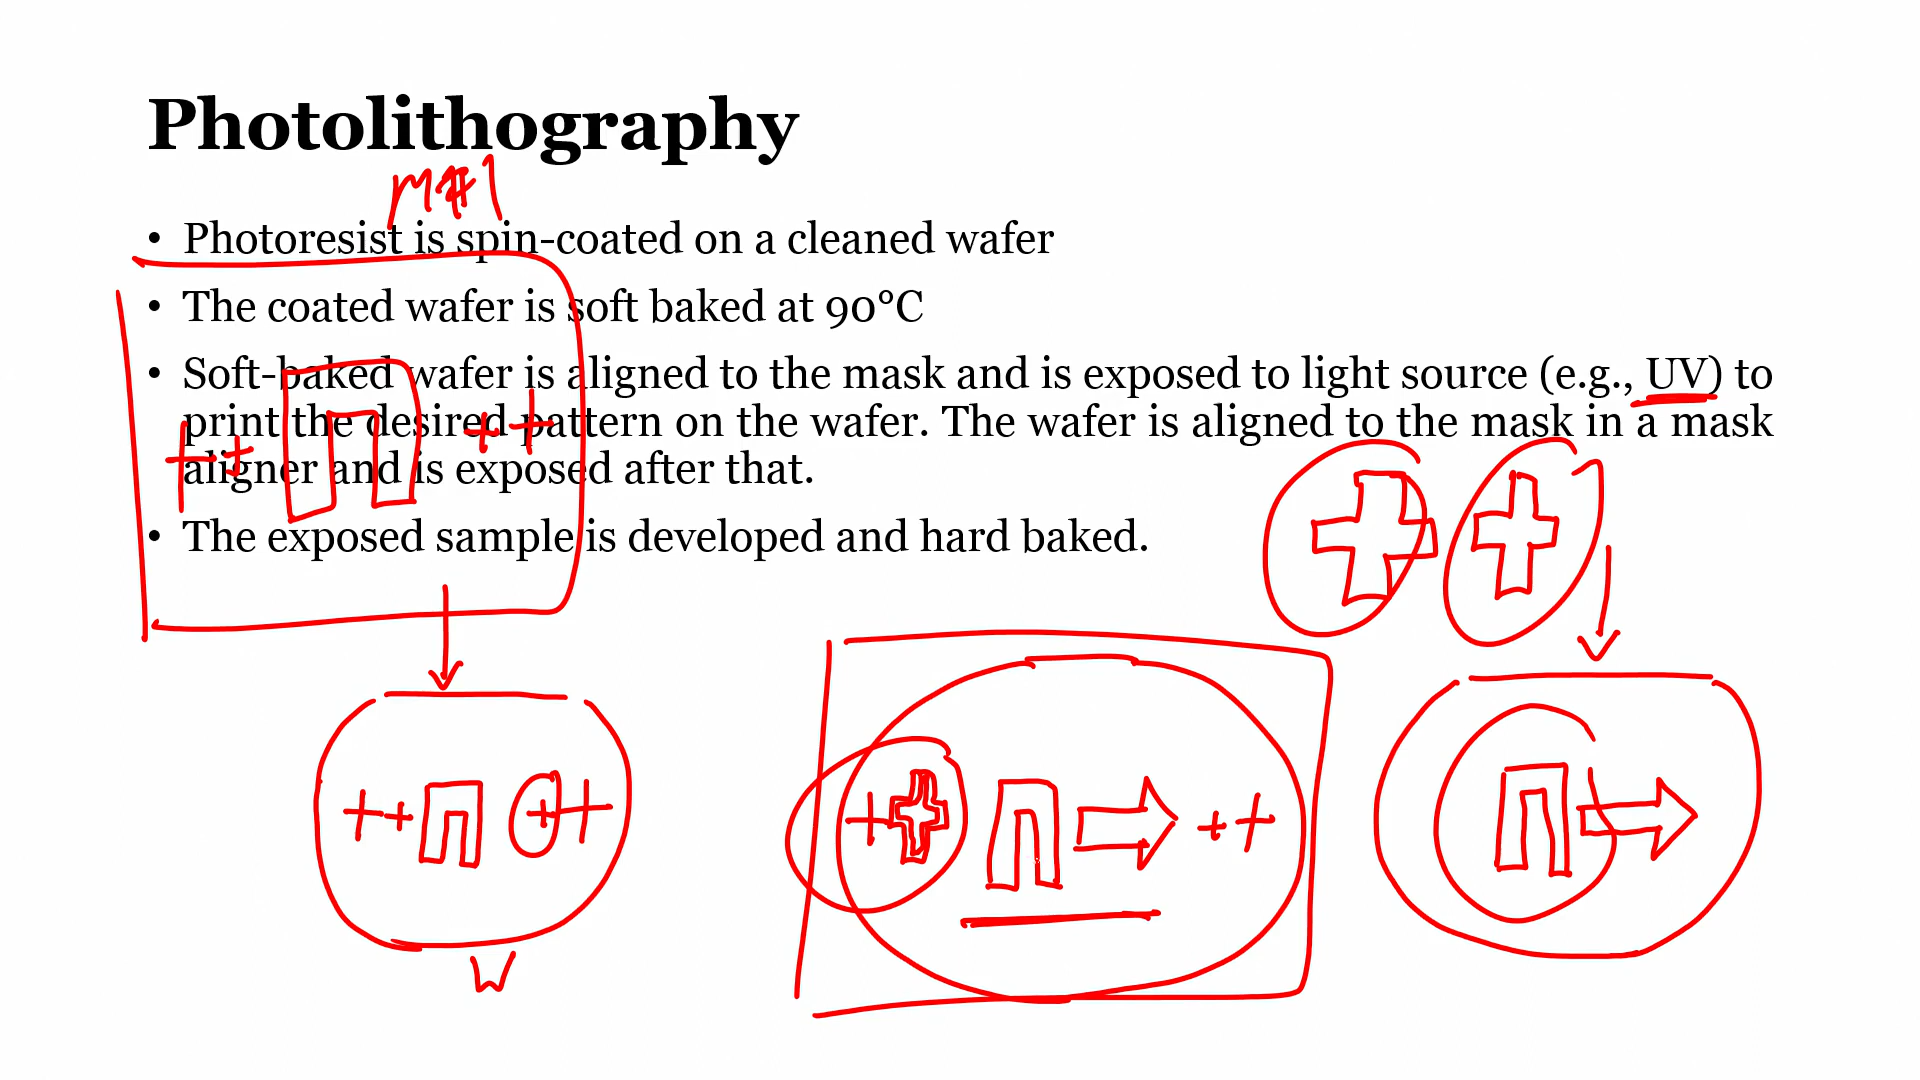 Photolithography
M#1
• Photoresist is spin-coated on a cleaned wafer
• The coated wafer is soft baked at 90°C
• Soft-baked wafer is aligned to the mask and is exposed to light source (e.g., UV) to
print the desired pattern on the wafer. The wafer is aligned to the mask in a mask
aligner and is exposed after that.
• The exposed sample is developed and hard baked.
W